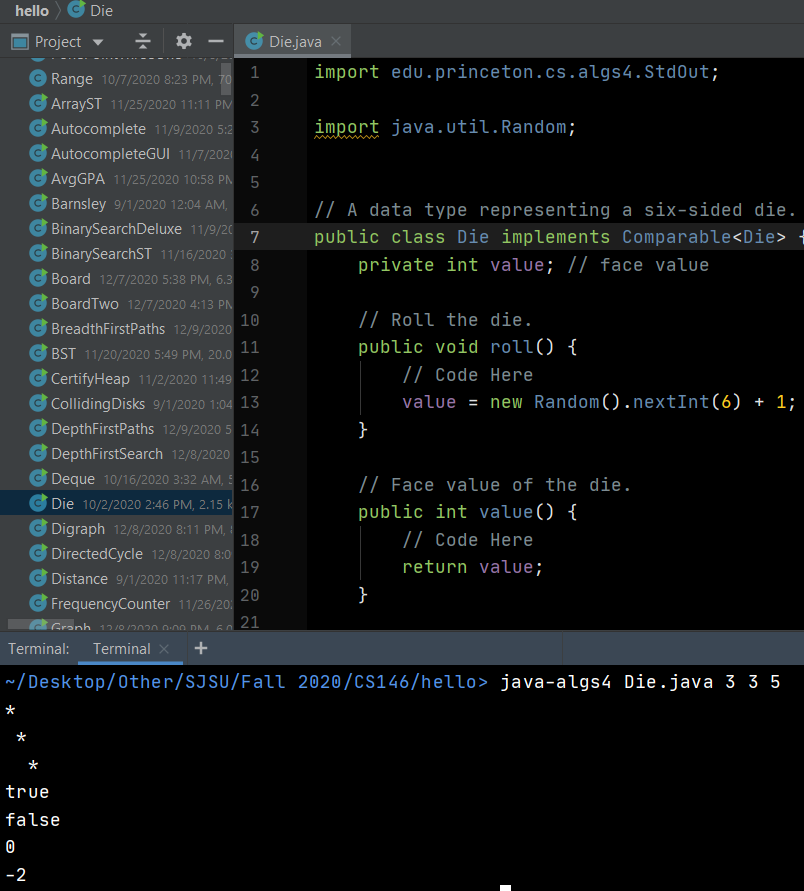 hello Die
Project
Die.java
Range 10/7/2020 8:23 PM, 70
ArrayST 11/25/2020 11:11 PM
Autocomplete 11/9/2020 5:2
AutocompleteGUI 11/7/202
AvgGPA 11/25/2020 10:58 PM
Barnsley 9/1/2020 12:04 AM,
BinarySearchDeluxe 11/9/20
BinarySearchST 11/16/2020
Board 12/7/2020 5:38 PM, 6.3
BoardTwo 12/7/2020 4:13 PM
BreadthFirstPaths 12/9/2020
BST 11/20/2020 5:49 PM, 20.0
CertifyHeap 11/2/2020 11:49
CollidingDisks 9/1/2020 1:04
DepthFirstPaths 12/9/2020 5
DepthFirstSearch 12/8/2020
Deque 10/16/2020 3:32 AM, 5
Die 10/2/2020 2:46 PM, 2.15 k
Digraph 12/8/2020 8:11 PM,
DirectedCycle 12/8/2020 8:0
Distance 9/1/2020 11:17 PM,
FrequencyCounter 11/26/20
Graph 12/8/2020 9:09 PM, 6.0
1 import edu.princeton.cs.algs4.StdOut;
2
3 import java.util.Random;
4
5
6 // A data type representing a six-sided die.
7 public class Die implements Comparable<Die> {
8 private int value; // face value
9
10 // Roll the die.
11 public void roll() {
12 // Code Here
13 value = new Random().nextInt(6) + 1;
14 }
15
16 // Face value of the die.
17 public int value() {
18 // Code Here
19 return value;
20 }
21
Terminal: Terminal +
~/Desktop/Other/SJSU/Fall 2020/CS146/hello> java-algs4 Die.java 3 3 5
*
*
*
true
false
0
-2